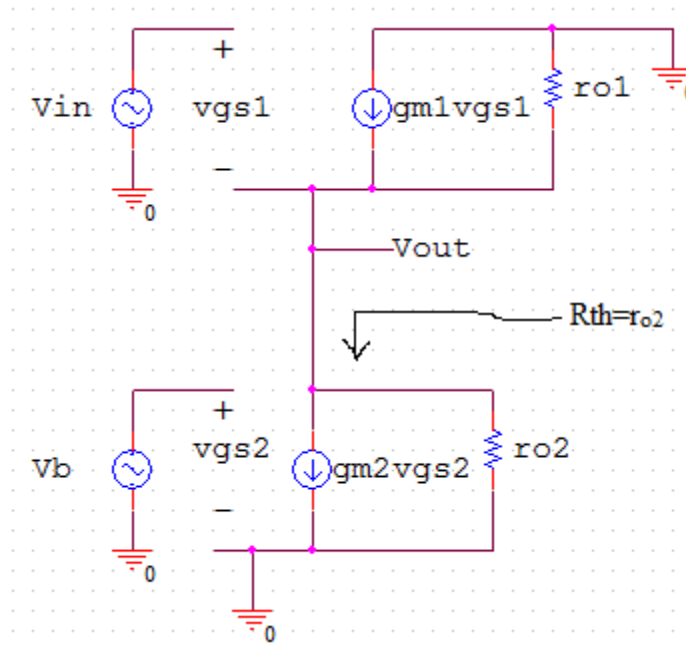 +
Vin
vgs1
gm1vgs1
ro1
−
0
Vout
Rth=rₒ₂
+
Vb
vgs2
gm2vgs2
ro2
−
0
0